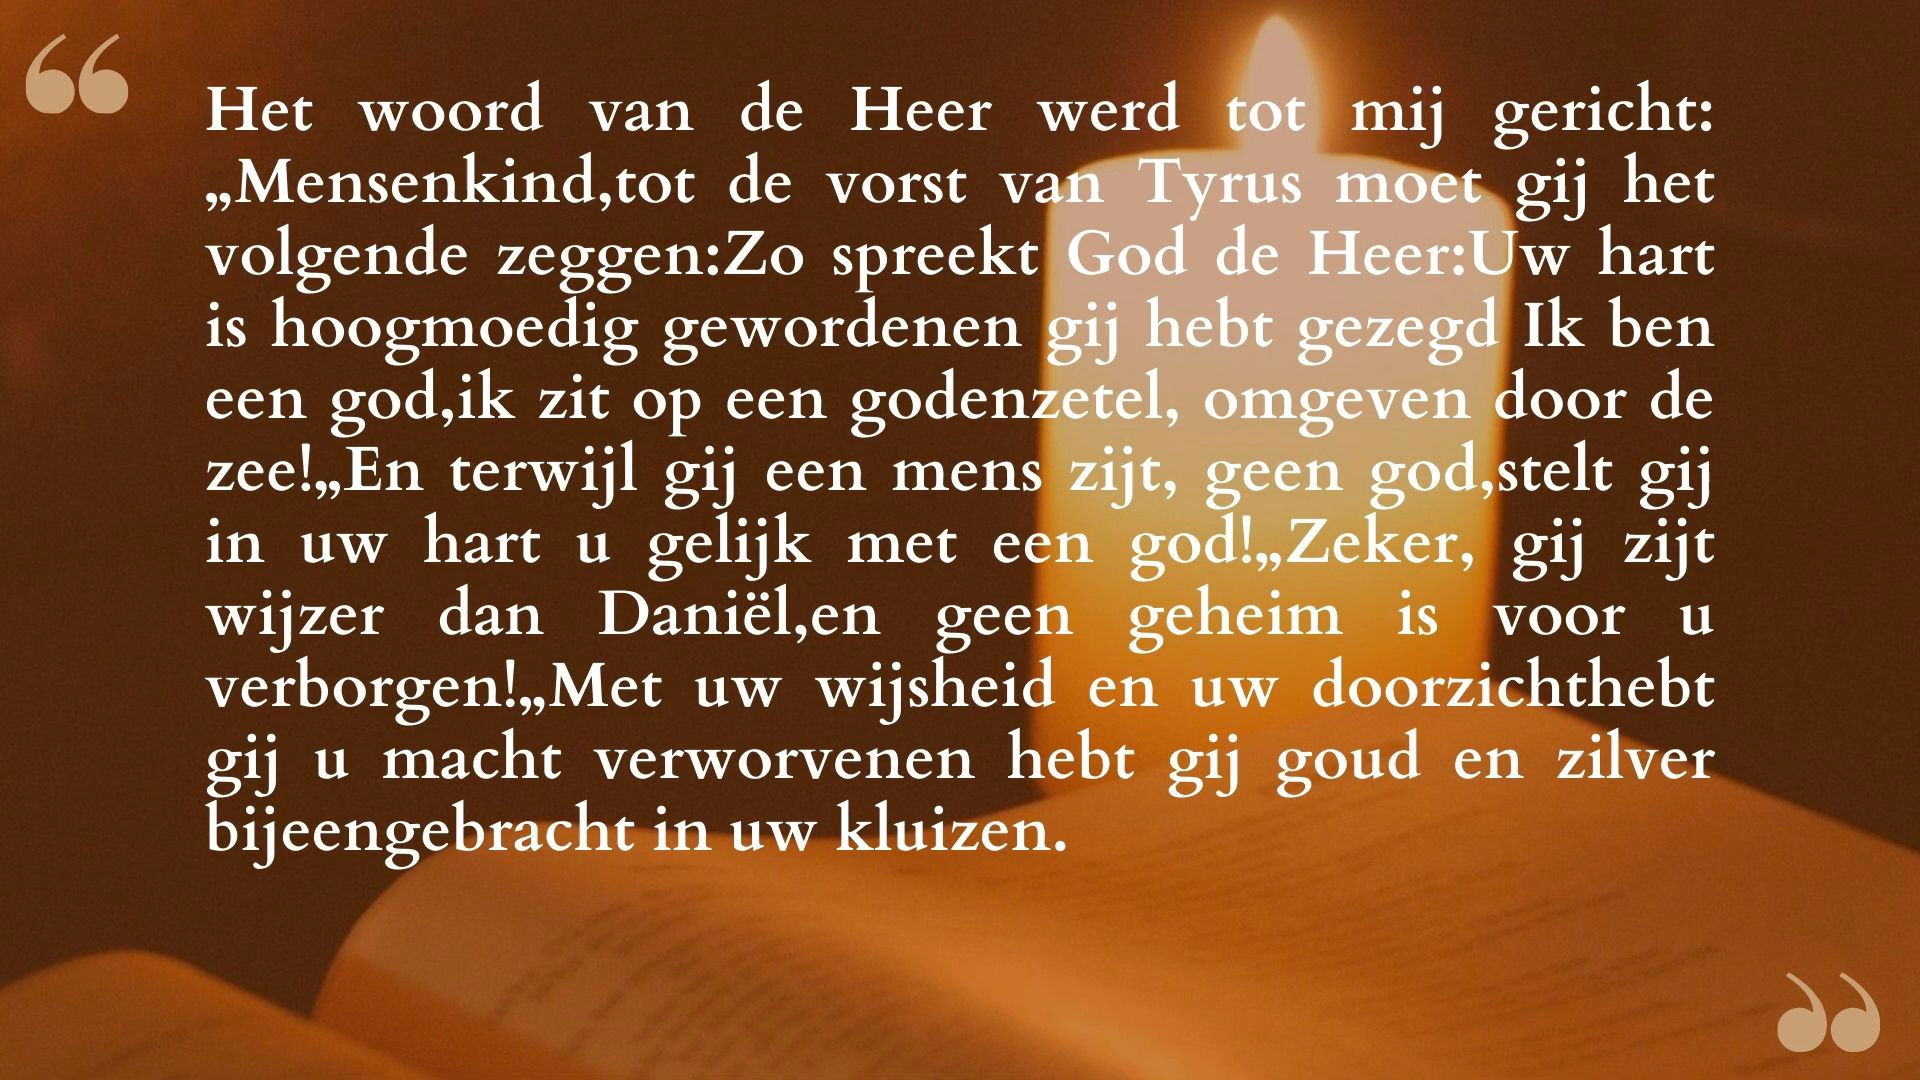 Het woord van de Heer werd tot mij gericht:
„Mensenkind,tot de vorst van Tyrus moet gij het
volgende zeggen:Zo spreekt God de Heer:Uw hart
is hoogmoedig gewordenen gij hebt gezegd Ik ben
een god,ik zit op een godenzetel, omgeven door de
zee!„En terwijl gij een mens zijt, geen god,stelt gij
in uw hart u gelijk met een god!„Zeker, gij zijt
wijzer dan Daniël,en geen geheim is voor u
verborgen!„Met uw wijsheid en uw doorzichthebt
gij u macht verworvenen hebt gij goud en zilver
bijeengebracht in uw kluizen.